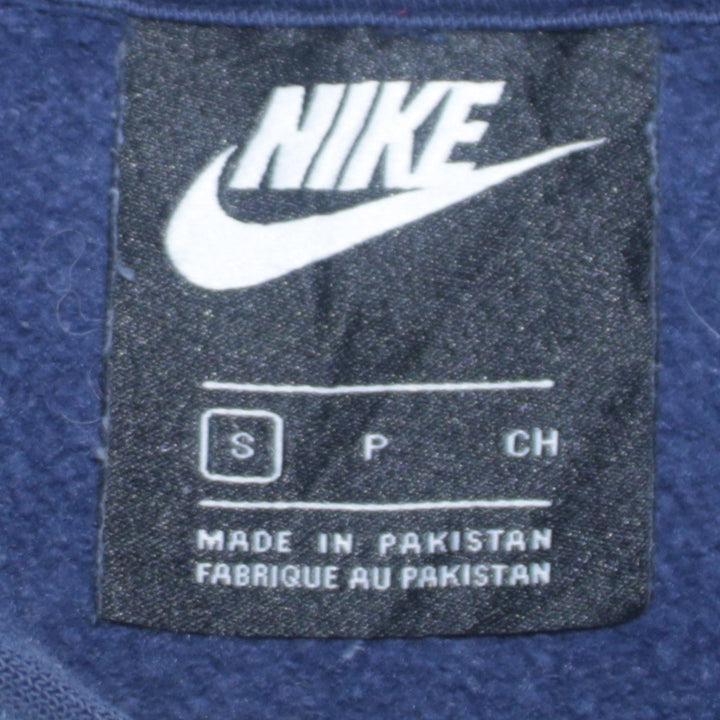 NIKE
S P CH
MADE IN PAKISTAN
FABRIQUE AU PAKISTAN